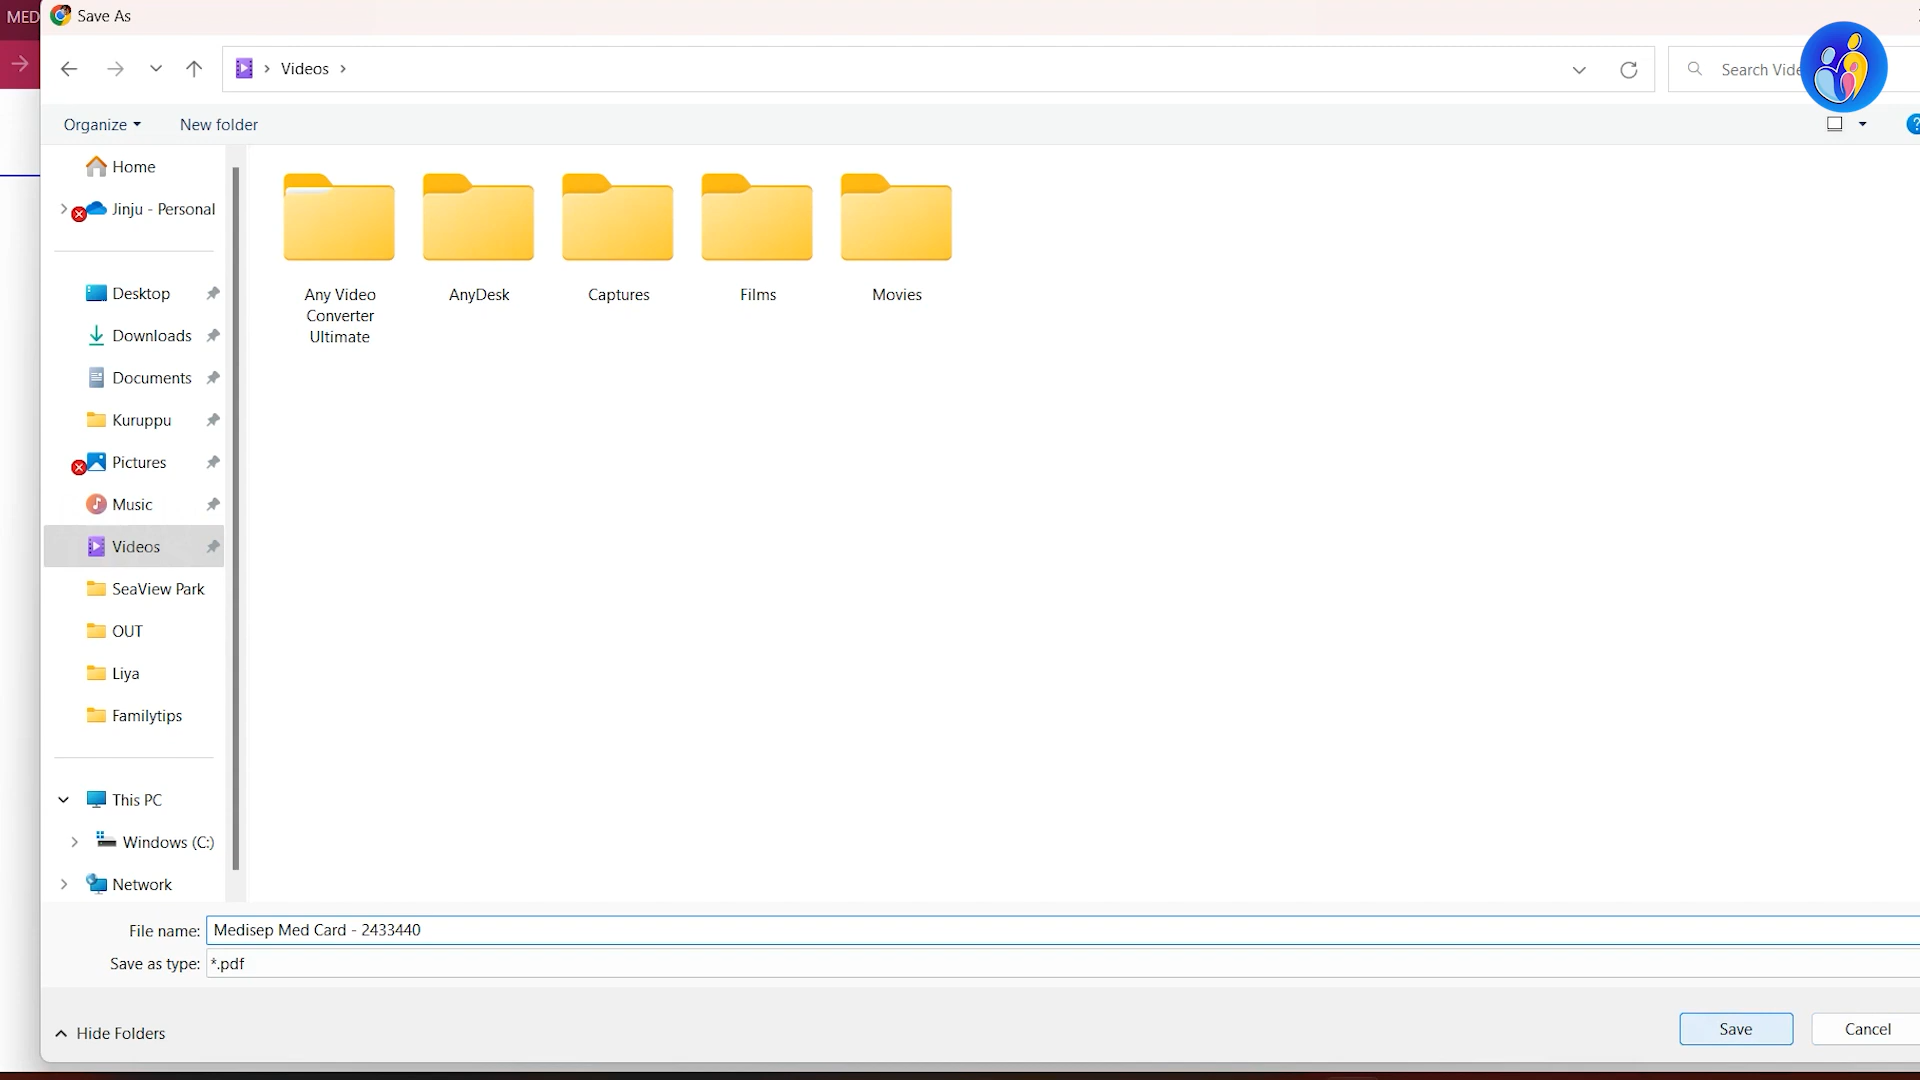 MED
Save As
Videos
Search Vide
Organize
New folder
Home
Jinju - Personal
Desktop
Downloads
Documents
Kuruppu
Pictures
Music
Videos
SeaView Park
OUT
Liya
Familytips
This PC
Windows (C:)
Network
Any Video
Converter
Ultimate
AnyDesk
Captures
Films
Movies
File name: Medisep Med Card - 2433440
Save as type: *.pdf
Hide Folders
Save
Cancel